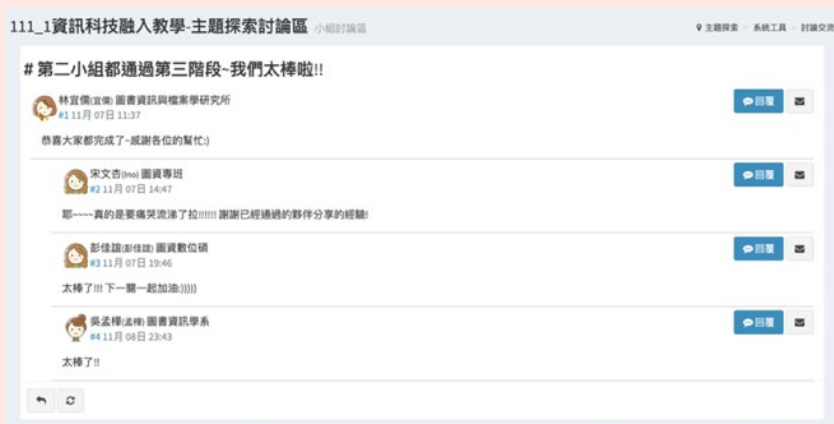 111_1資訊科技融入教學-主題探索討論區 小組討論區
主題探索 系統工具 討論交流
# 第二小組都通過第三階段~我們太棒啦!!
林宜儒(宜儒) 圖書資訊與檔案學研究所
#1 11月 07日 11:37
回覆
恭喜大家都完成了~感謝各位的幫忙:)
宋文杏(Ino) 圖資專班
#2 11月 07日 14:47
回覆
耶~~~~真的是要痛哭流涕了拉!!!!!! 謝謝已經通過的夥伴分享的經驗!
彭佳誼(彭佳誼) 圖資數位碩
#3 11月 07日 19:46
回覆
太棒了!!! 下一關一起加油:)))))
吳孟樺(孟樺) 圖書資訊學系
#4 11月 08日 23:43
回覆
太棒了!!